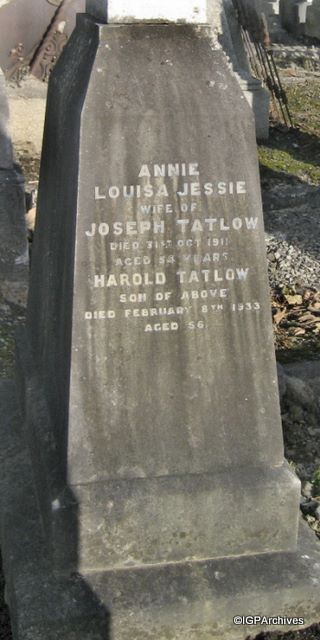 ANNIE
LOUISA JESSIE
WIFE OF
JOSEPH TATLOW
DIED 31ST OCT 1911
AGED 54 YEARS
HAROLD TATLOW
SON OF ABOVE
DIED FEBRUARY 8TH 1933
AGED 56
©IGPArchives